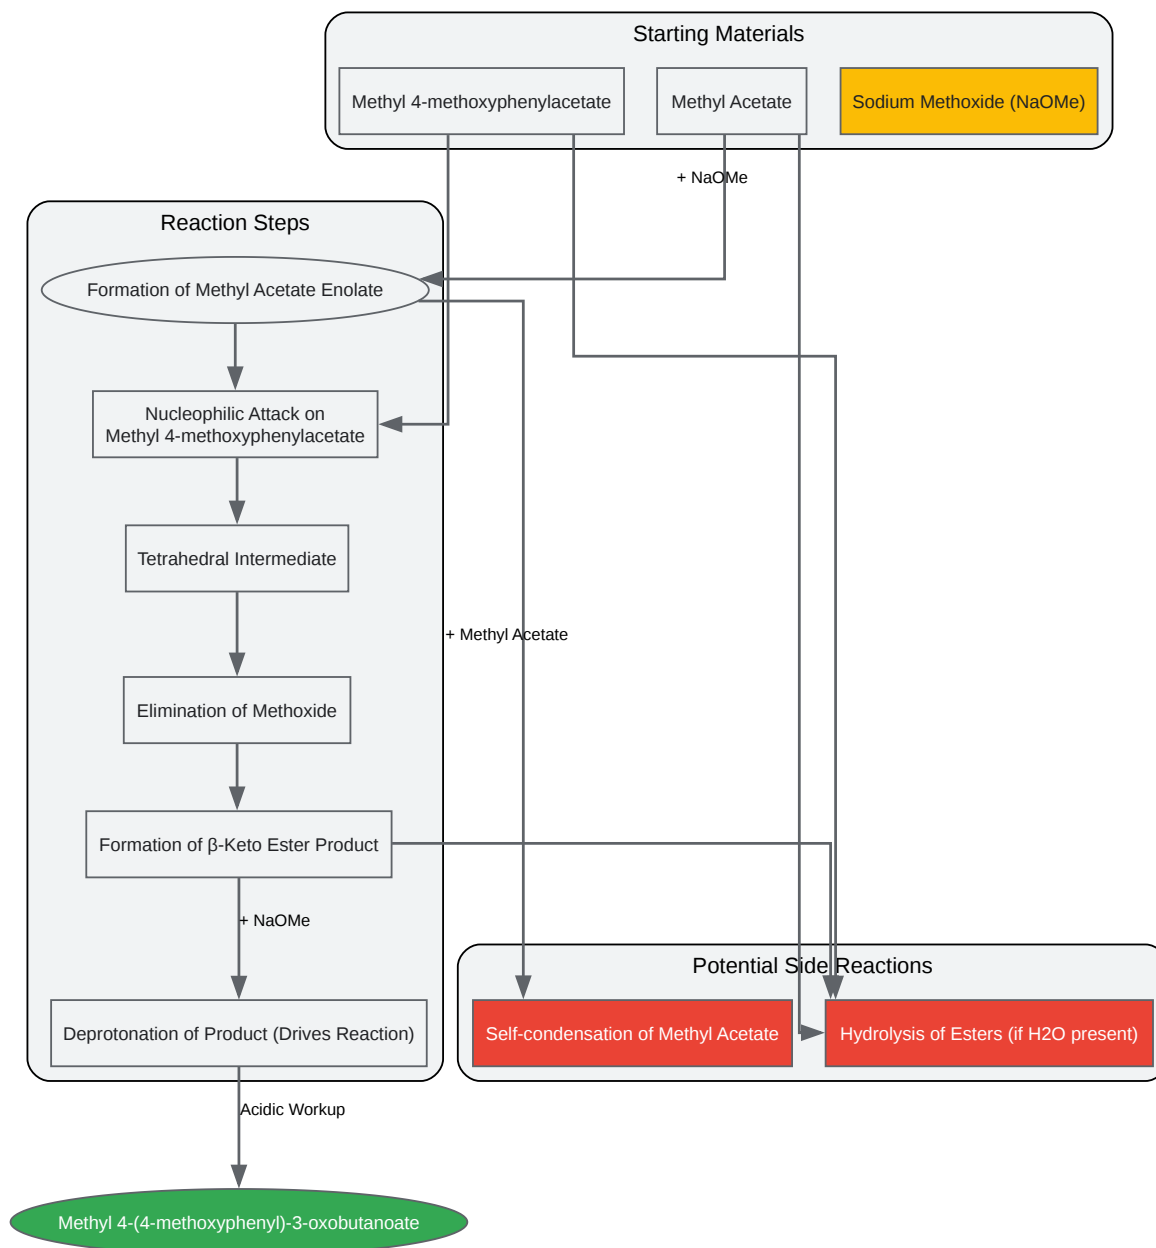 Starting Materials
Methyl 4-methoxyphenylacetate
Methyl Acetate
Sodium Methoxide (NaOMe)
+ NaOMe
Reaction Steps
Formation of Methyl Acetate Enolate
Nucleophilic Attack on
Methyl 4-methoxyphenylacetate
Tetrahedral Intermediate
+ Methyl Acetate
Elimination of Methoxide
Formation of β-Keto Ester Product
+ NaOMe
Potential Side Reactions
Deprotonation of Product (Drives Reaction)
Self-condensation of Methyl Acetate
Hydrolysis of Esters (if H2O present)
Acidic Workup
Methyl 4-(4-methoxyphenyl)-3-oxobutanoate